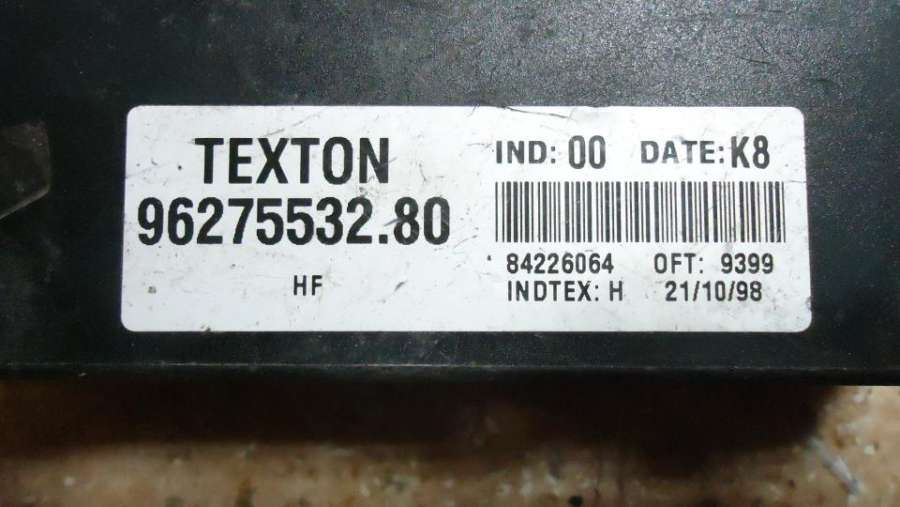 TEXTON
96275532.80
HF
IND: 00 DATE: K8
84226064 OFT: 9399
INDTEX: H 21/10/98